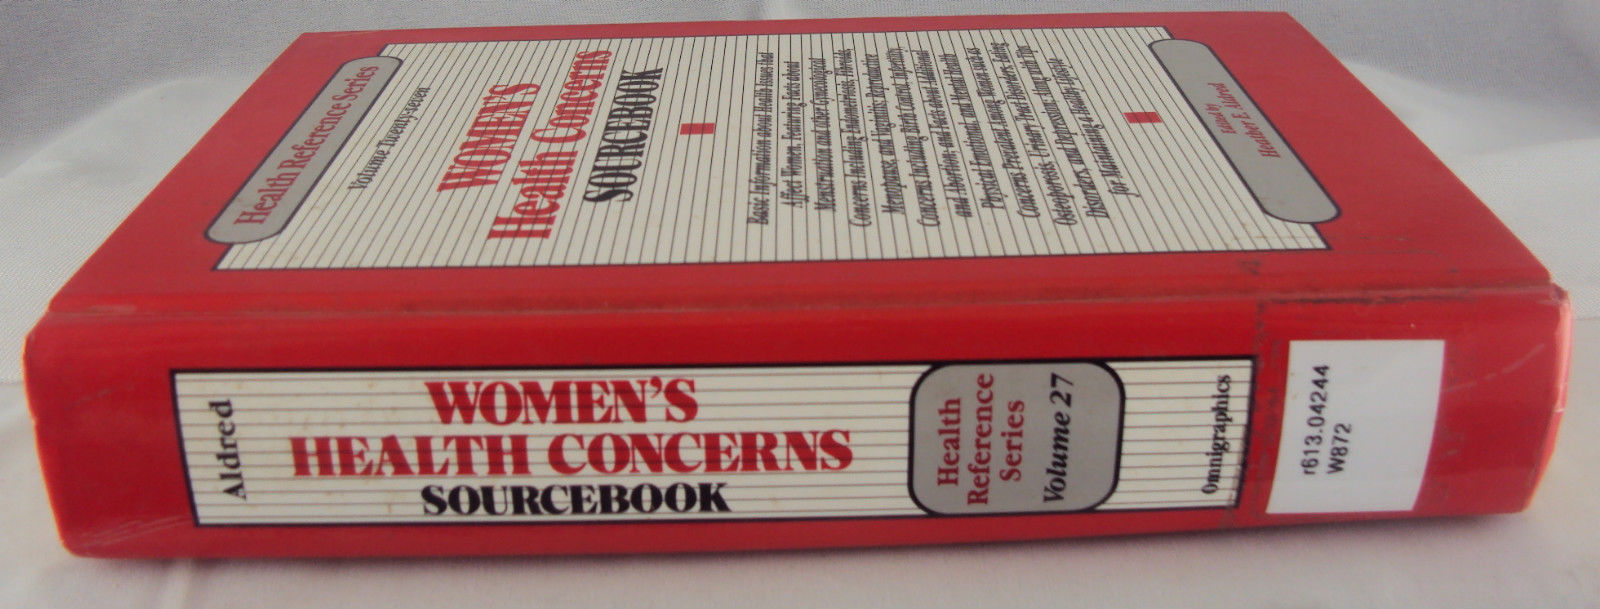 Health Reference Series
Volume Twenty-seven
WOMEN'S
Health Concerns
SOURCEBOOK
Basic Information about Health Issues that
Affect Women, Featuring Facts about
Menstruation and Other Gynecological
Concerns Including Endometriosis, Fibroids,
Menopause, and Vaginitis; Reproductive
Concerns Including Birth Control, Infertility,
and Abortion; and Facts about Additional
Physical, Emotional, and Mental Health
Concerns Prevalent Among Women Such as
Osteoporosis, Urinary Tract Disorders, Eating
Disorders, and Depression; Along with Tips
for Maintaining a Healthy Lifestyle
Edited by
Heather E. Aldred
Aldred
WOMEN'S
HEALTH CONCERNS
SOURCEBOOK
Health
Reference
Series
Volume 27
Omnigraphics
r613.04244
W872